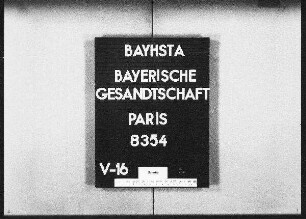 BAYHSTA
BAYERISCHE
GESANDTSCHAFT
PARIS
8354
V-16